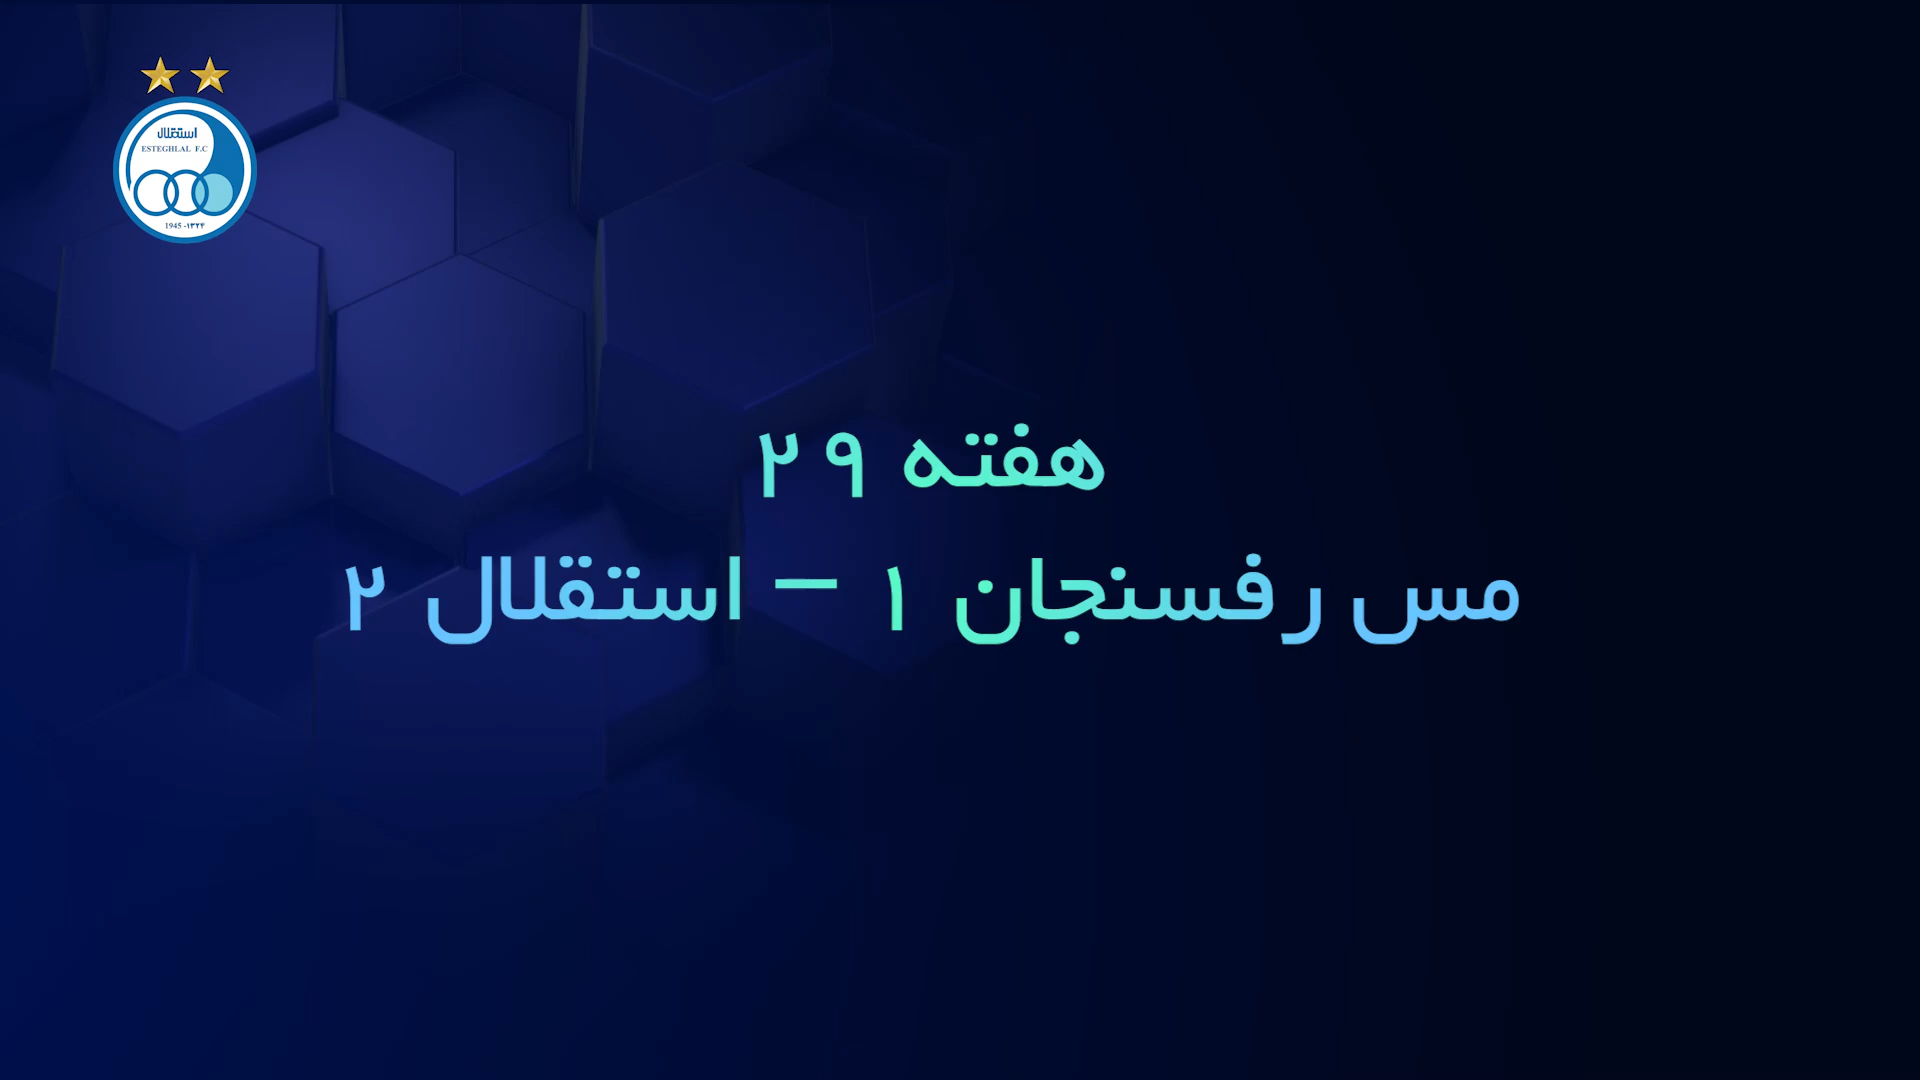 استقلال
ESTEGHLAL F.C
1945 -۱۳۲۴
هفته ۲۹
مس رفسنجان ۱ – استقلال ۲